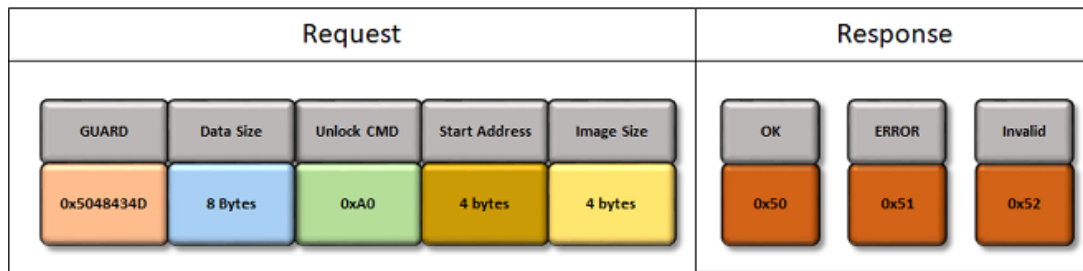 Request Response
GUARD Data Size Unlock CMD Start Address Image Size OK ERROR Invalid
0x5048434D 8 Bytes 0xA0 4 bytes 4 bytes 0x50 0x51 0x52